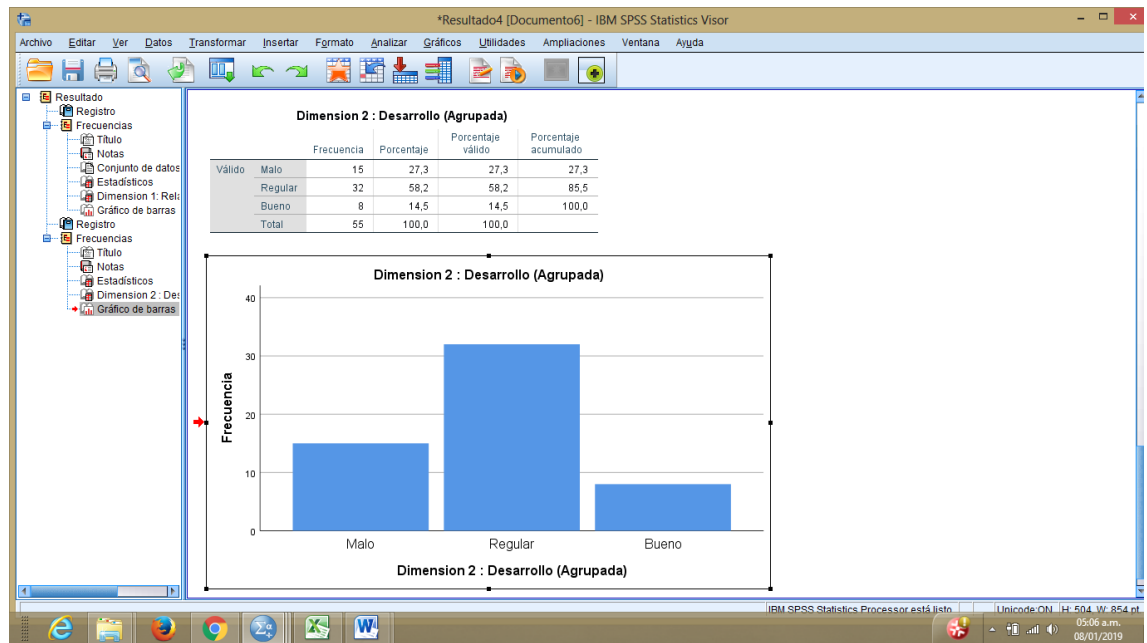 *Resultado4 [Documento6] - IBM SPSS Statistics Visor
Archivo Editar Ver Datos Transformar Insertar Formato Analizar Gráficos Utilidades Ampliaciones Ventana Ayuda
Resultado
Registro
Frecuencias
Título
Notas
Conjunto de datos
Estadísticos
Dimension 1: Rela
Gráfico de barras
Registro
Frecuencias
Título
Notas
Estadísticos
Dimension 2 : Des
Gráfico de barras
Dimension 2 : Desarrollo (Agrupada)
Frecuencia Porcentaje Porcentaje válido Porcentaje acumulado
Válido Malo 15 27,3 27,3 27,3
Regular 32 58,2 58,2 85,5
Bueno 8 14,5 14,5 100,0
Total 55 100,0 100,0
Dimension 2 : Desarrollo (Agrupada)
40
30
20
10
0
Frecuencia
Malo Regular Bueno
Dimension 2 : Desarrollo (Agrupada)
IBM SPSS Statistics Processor está listo Unicode:ON H: 504, W: 854 pt.
05:06 a.m.
08/01/2019